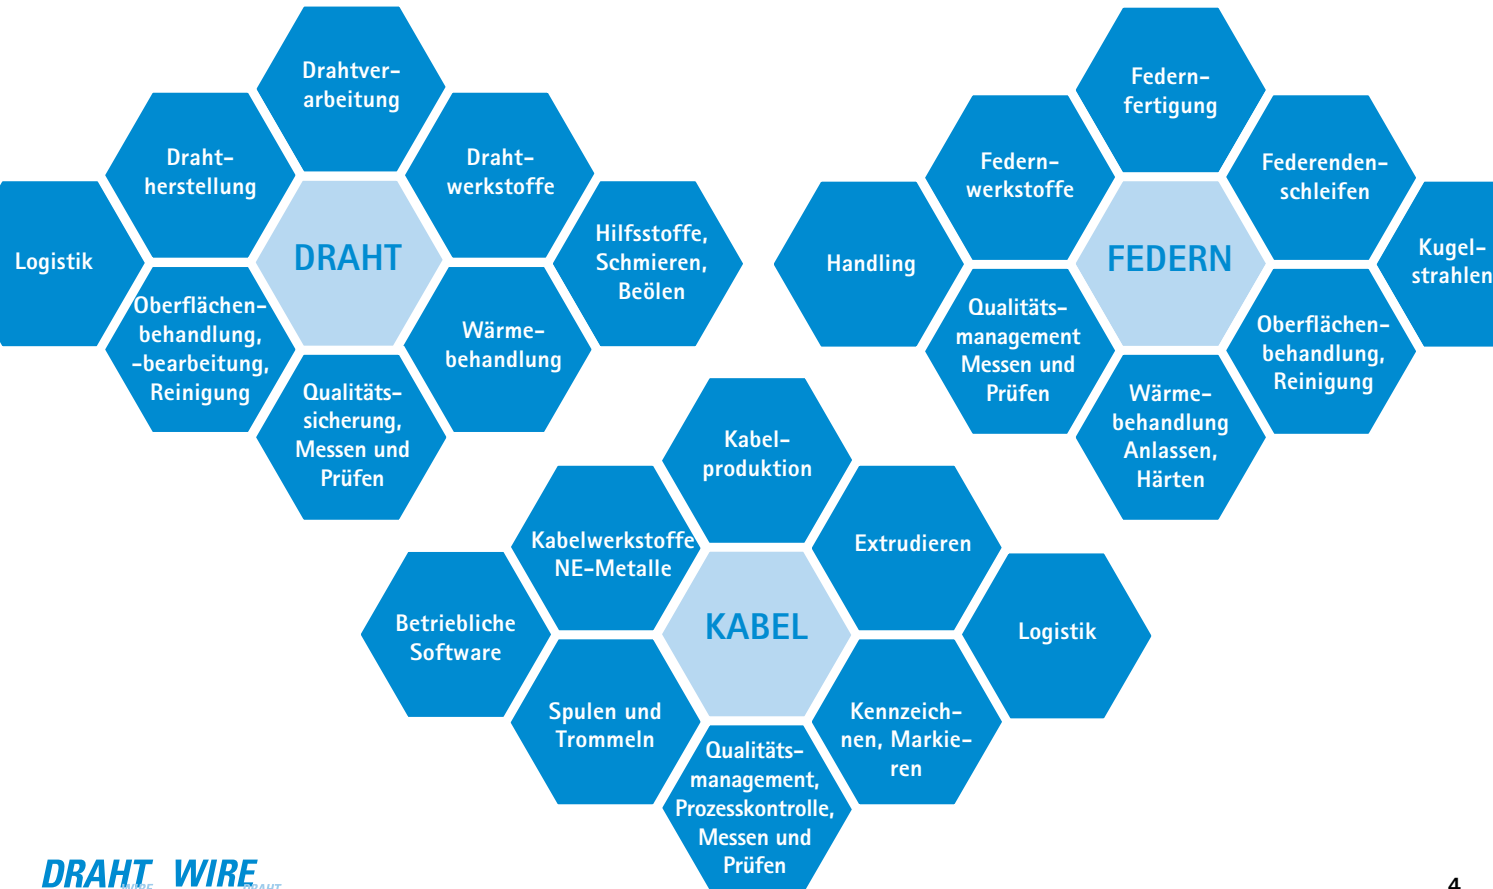 Drahtver-
arbeitung
Draht-
herstellung
Draht-
werkstoffe
Logistik
DRAHT
Hilfsstoffe,
Schmieren,
Beölen
Oberflächen-
behandlung,
-bearbeitung,
Reinigung
Wärme-
behandlung
Qualitäts-
sicherung,
Messen und
Prüfen
Federn-
fertigung
Federn-
werkstoffe
Federenden-
schleifen
Handling
FEDERN
Kugel-
strahlen
Qualitäts-
management
Messen und
Prüfen
Oberflächen-
behandlung,
Reinigung
Wärme-
behandlung
Anlassen,
Härten
Kabel-
produktion
Kabelwerkstoffe
NE-Metalle
Extrudieren
Betriebliche
Software
KABEL
Logistik
Spulen und
Trommeln
Kennzeich-
nen, Markie-
ren
Qualitäts-
management,
Prozesskontrolle,
Messen und
Prüfen
DRAHT WIRE
WIRE DRAHT
4